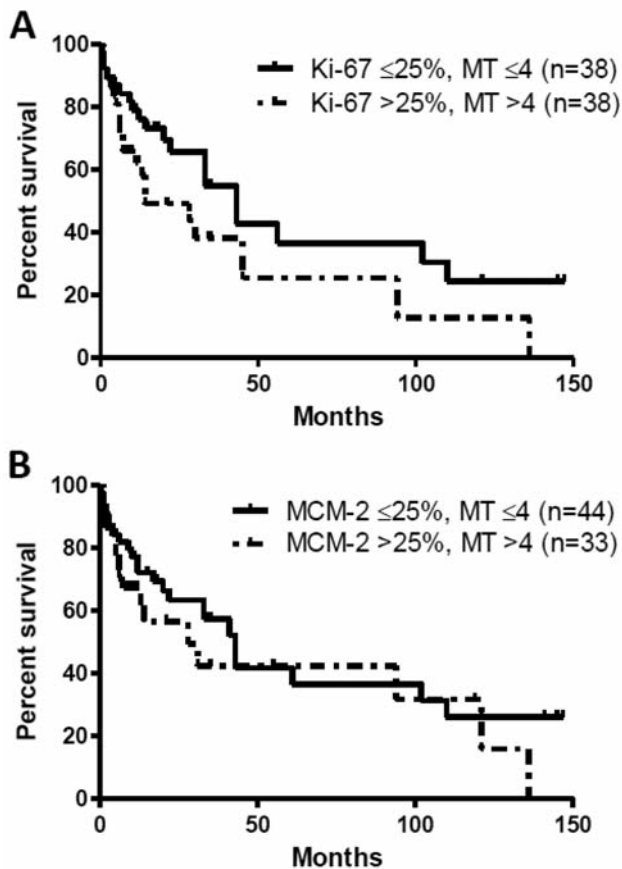 A
100
80
60
40
20
0
Percent survival
Ki-67 ≤25%, MT ≤4 (n=38)
Ki-67 >25%, MT >4 (n=38)
0 50 100 150
Months
B
100
80
60
40
20
0
Percent survival
MCM-2 ≤25%, MT ≤4 (n=44)
MCM-2 >25%, MT >4 (n=33)
0 50 100 150
Months